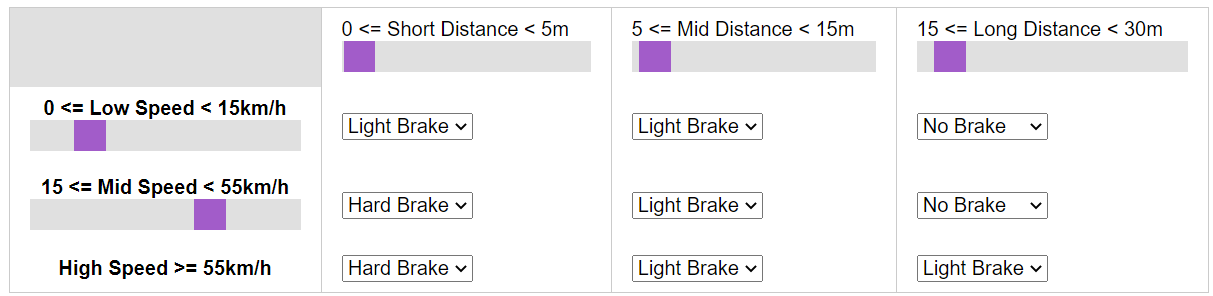 0 <= Short Distance < 5m
5 <= Mid Distance < 15m
15 <= Long Distance < 30m
0 <= Low Speed < 15km/h
Light Brake
Light Brake
No Brake
15 <= Mid Speed < 55km/h
Hard Brake
Light Brake
No Brake
High Speed >= 55km/h
Hard Brake
Light Brake
Light Brake